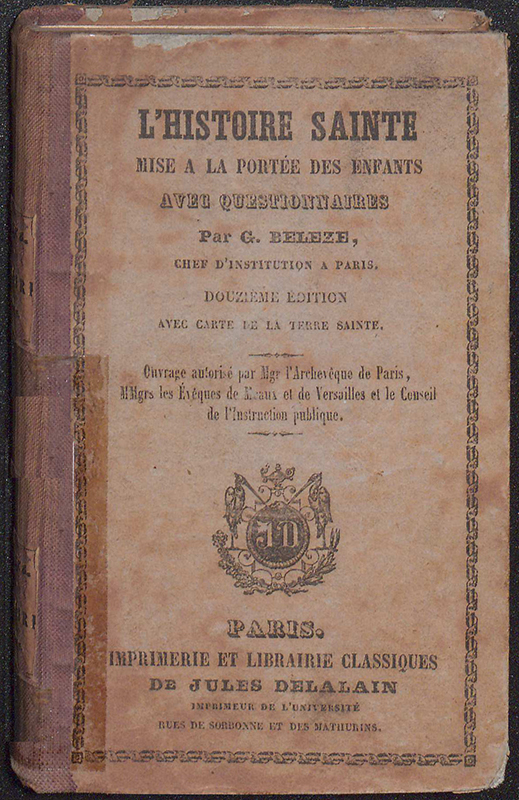 L'HISTOIRE SAINTE
MISE A LA PORTÉE DES ENFANTS
AVEC QUESTIONNAIRES
Par G. BELEZE,
CHEF D'INSTITUTION A PARIS.
DOUZIÈME ÉDITION
AVEC CARTE DE LA TERRE SAINTE.
Ouvrage autorisé par Mgr l'Archevêque de Paris,
MMgrs les Évêques de Meaux et de Versailles et le Conseil
de l'Instruction publique.
JD
PARIS.
IMPRIMERIE ET LIBRAIRIE CLASSIQUES
DE JULES DELALAIN
IMPRIMEUR DE L'UNIVERSITÉ
RUES DE SORBONNE ET DES MATHURINS.